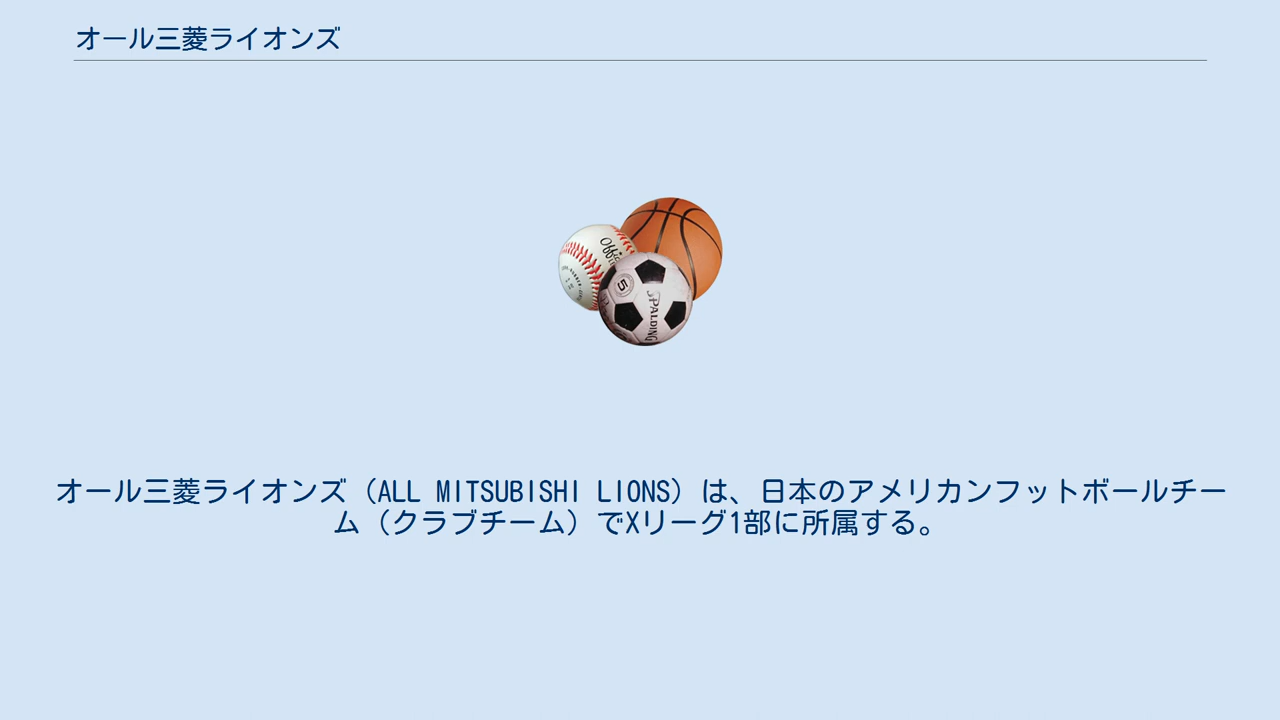 オール三菱ライオンズ
Offici
5
SPALDING
オール三菱ライオンズ（ALL MITSUBISHI LIONS）は、日本のアメリカンフットボールチー
ム（クラブチーム）でXリーグ1部に所属する。